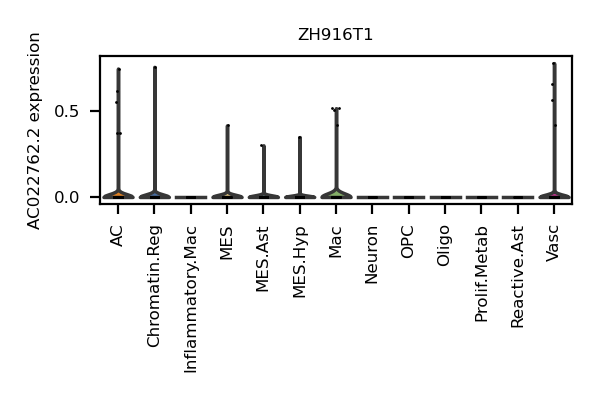 ZH916T1
AC022762.2 expression
0.5
0.0
AC
Chromatin.Reg
Inflammatory.Mac
MES
MES.Ast
MES.Hyp
Mac
Neuron
OPC
Oligo
Prolif.Metab
Reactive.Ast
Vasc